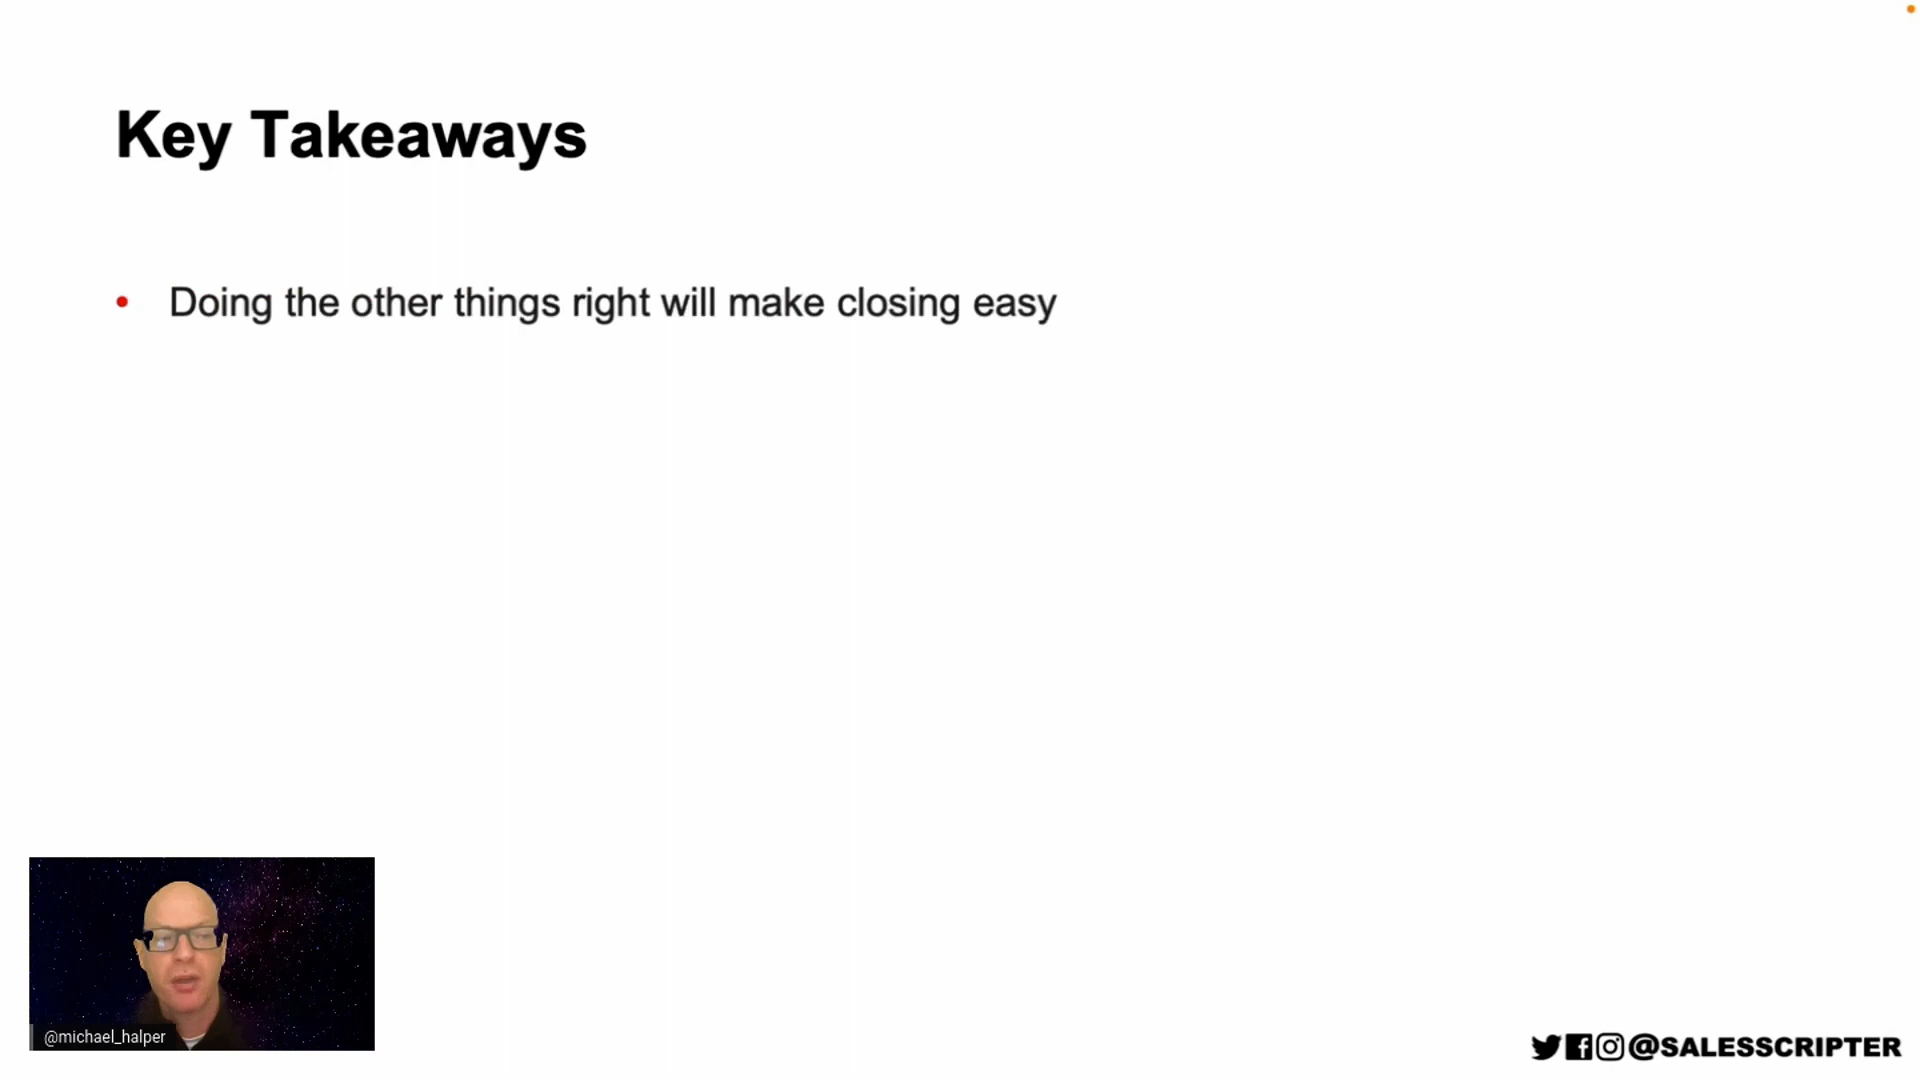 Key Takeaways
• Doing the other things right will make closing easy
@michael_halper
@SALESSCRIPTER